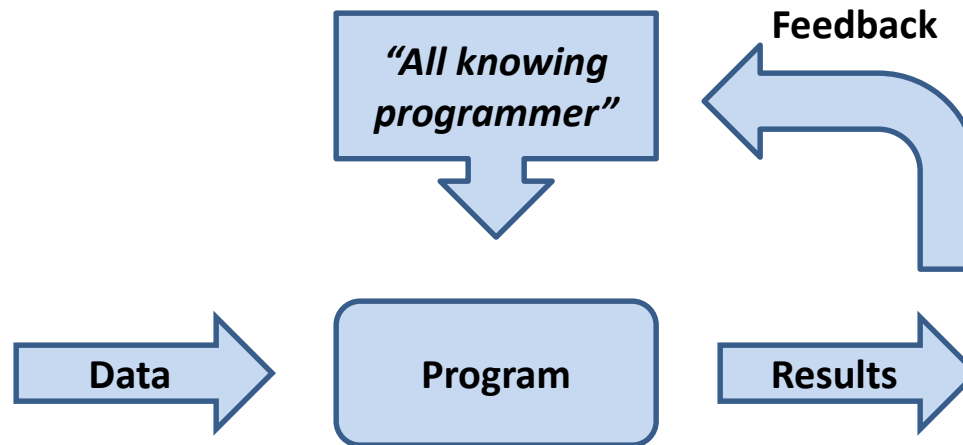 Feedback
“All knowing
programmer”
Data
Program
Results